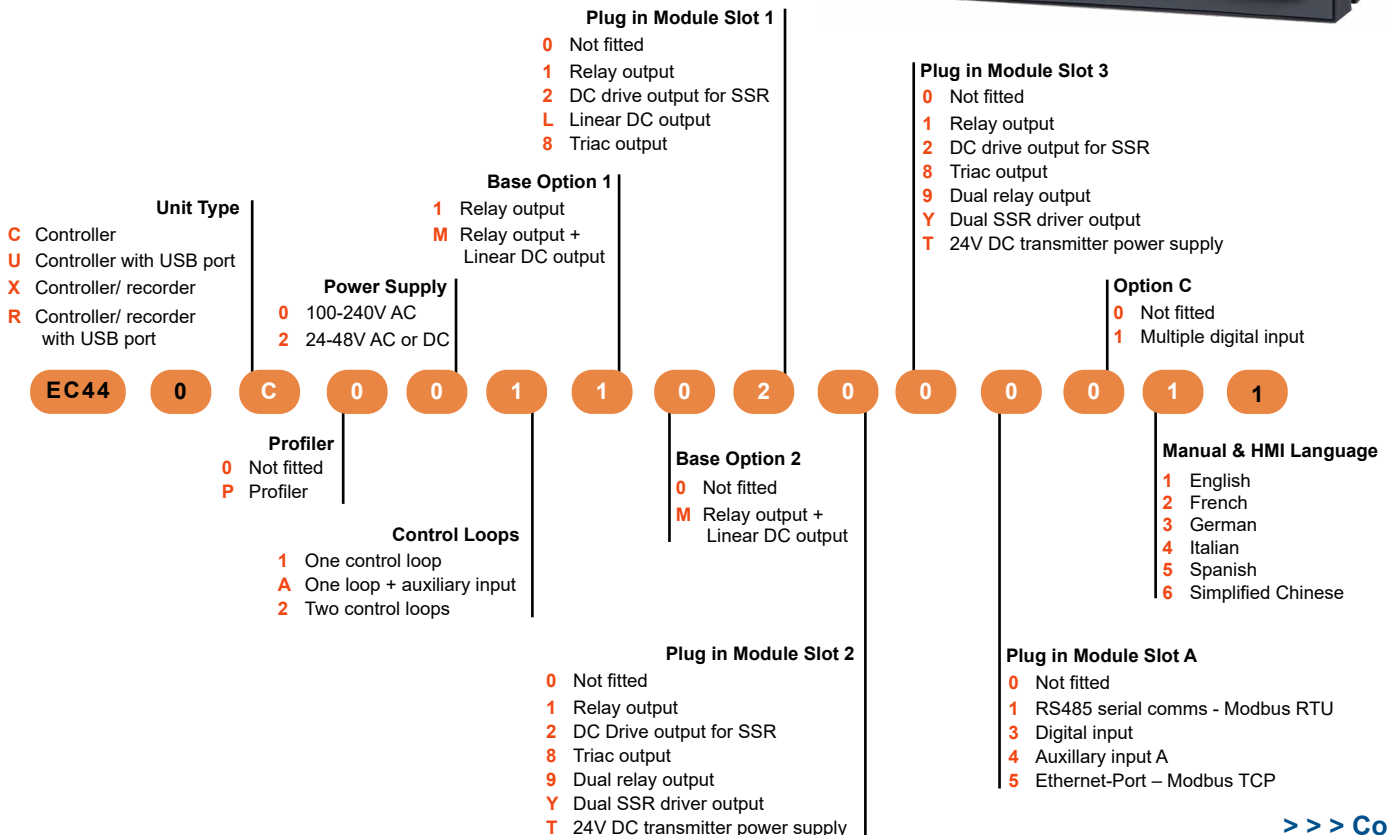 Plug in Module Slot 1
0 Not fitted
1 Relay output
2 DC drive output for SSR
L Linear DC output
8 Triac output
Plug in Module Slot 3
0 Not fitted
1 Relay output
2 DC drive output for SSR
8 Triac output
9 Dual relay output
Y Dual SSR driver output
T 24V DC transmitter power supply
Base Option 1
1 Relay output
M Relay output +
Linear DC output
Unit Type
C Controller
U Controller with USB port
X Controller/ recorder
R Controller/ recorder
with USB port
Power Supply
0 100-240V AC
2 24-48V AC or DC
Option C
0 Not fitted
1 Multiple digital input
EC44 0 C 0 0 1 1 0 2 0 0 0 0 1 1
Profiler
0 Not fitted
P Profiler
Control Loops
1 One control loop
A One loop + auxiliary input
2 Two control loops
Base Option 2
0 Not fitted
M Relay output +
Linear DC output
Manual & HMI Language
1 English
2 French
3 German
4 Italian
5 Spanish
6 Simplified Chinese
Plug in Module Slot 2
0 Not fitted
1 Relay output
2 DC Drive output for SSR
8 Triac output
9 Dual relay output
Y Dual SSR driver output
T 24V DC transmitter power supply
Plug in Module Slot A
0 Not fitted
1 RS485 serial comms - Modbus RTU
3 Digital input
4 Auxillary input A
5 Ethernet-Port – Modbus TCP
> > > Co